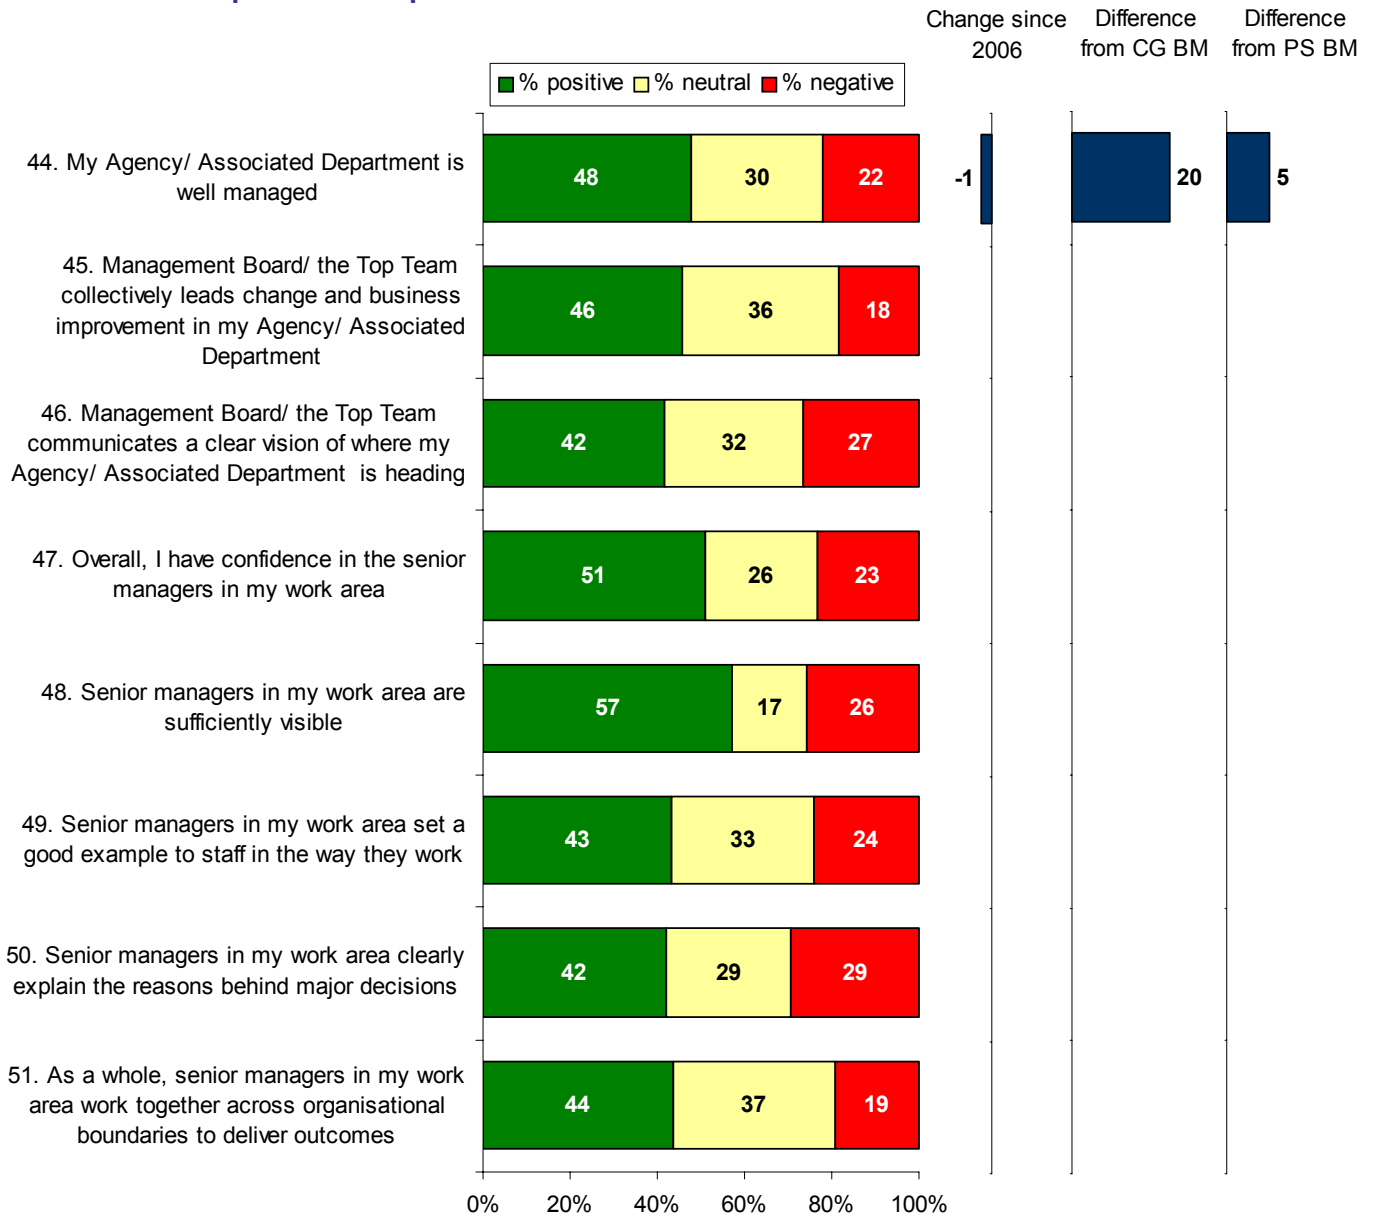 Change since
2006
Difference
from CG BM
Difference
from PS BM
% positive % neutral % negative
44. My Agency/ Associated Department is
well managed
48 30 22 -1 20 5
45. Management Board/ the Top Team
collectively leads change and business
improvement in my Agency/ Associated
Department
46 36 18
46. Management Board/ the Top Team
communicates a clear vision of where my
Agency/ Associated Department is heading
42 32 27
47. Overall, I have confidence in the senior
managers in my work area
51 26 23
48. Senior managers in my work area are
sufficiently visible
57 17 26
49. Senior managers in my work area set a
good example to staff in the way they work
43 33 24
50. Senior managers in my work area clearly
explain the reasons behind major decisions
42 29 29
51. As a whole, senior managers in my work
area work together across organisational
boundaries to deliver outcomes
44 37 19
0% 20% 40% 60% 80% 100%